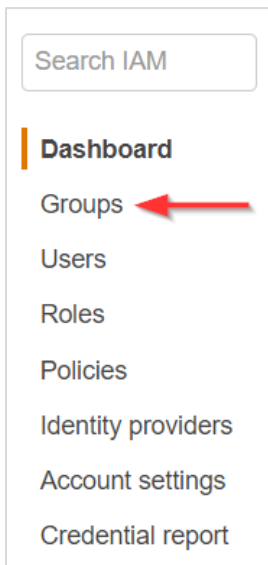 Search IAM
Dashboard
Groups
Users
Roles
Policies
Identity providers
Account settings
Credential report